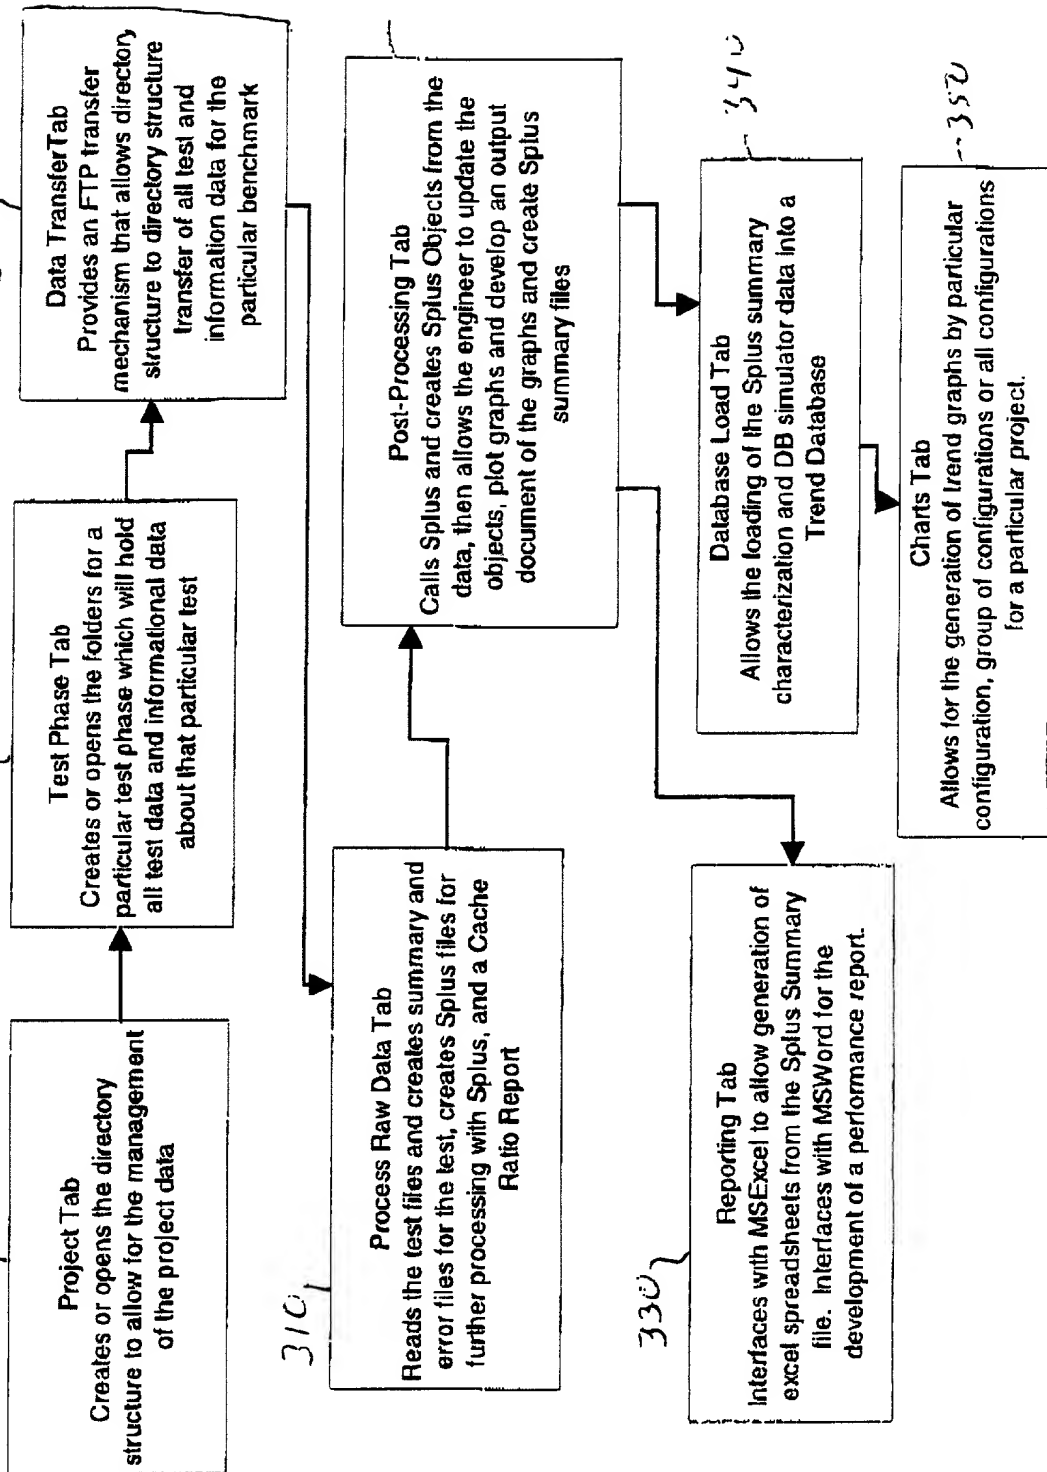 Project Tab
Creates or opens the directory
structure to allow for the management
of the project data
Test Phase Tab
Creates or opens the folders for a
particular test phase which will hold
all test data and informational data
about that particular test
Data TransferTab
Provides an FTP transfer
mechanism that allows directory
structure to directory structure
transfer of all test and
information data for the
particular benchmark
310
Process Raw Data Tab
Reads the test files and creates summary and
error files for the test, creates Splus files for
further processing with Splus, and a Cache
Ratio Report
Post-Processing Tab
Calls Splus and creates Splus Objects from the
data, then allows the engineer to update the
objects, plot graphs and develop an output
document of the graphs and create Splus
summary files
330
Reporting Tab
Interfaces with MSExcel to allow generation of
excel spreadsheets from the Splus Summary
file. Interfaces with MSWord for the
development of a performance report.
340
Database Load Tab
Allows the loading of the Splus summary
characterization and DB simulator data into a
Trend Database
350
Charts Tab
Allows for the generation of trend graphs by particular
configuration, group of configurations or all configurations
for a particular project.